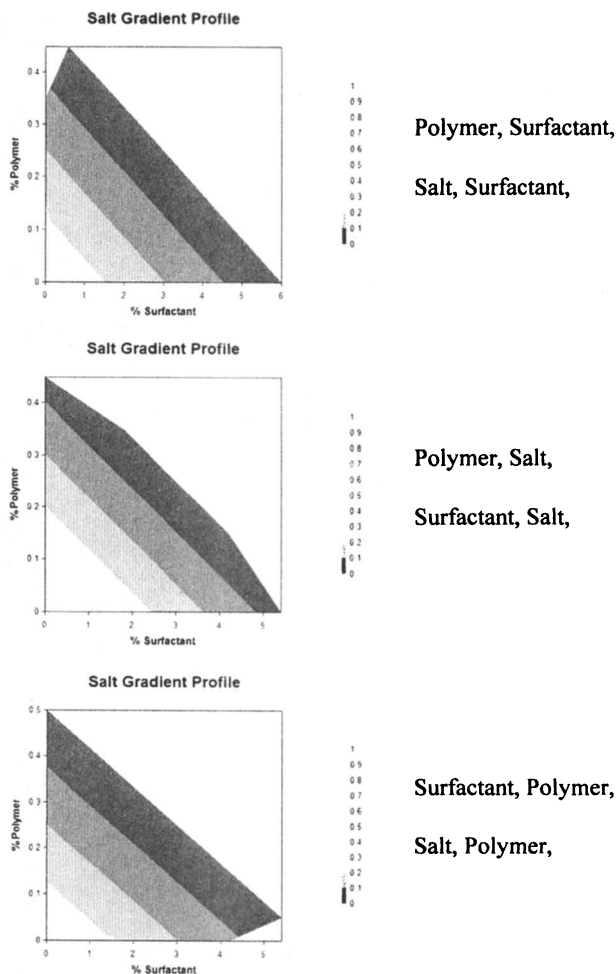 Salt Gradient Profile
0.4
0.3
0.2
0.1
0
% Polymer
0 1 2 3 4 5 6
% Surfactant
1
0.9
0.8
0.7
0.6
0.5
0.4
0.3
0.2
0.1
0
Polymer, Surfactant,
Salt, Surfactant,
Salt Gradient Profile
0.4
0.3
0.2
0.1
0
% Polymer
0 1 2 3 4 5
% Surfactant
1
0.9
0.8
0.7
0.6
0.5
0.4
0.3
0.2
0.1
0
Polymer, Salt,
Surfactant, Salt,
Salt Gradient Profile
0.5
0.4
0.3
0.2
0.1
0
% Polymer
0 1 2 3 4 5
% Surfactant
1
0.9
0.8
0.7
0.6
0.5
0.4
0.3
0.2
0.1
0
Surfactant, Polymer,
Salt, Polymer,